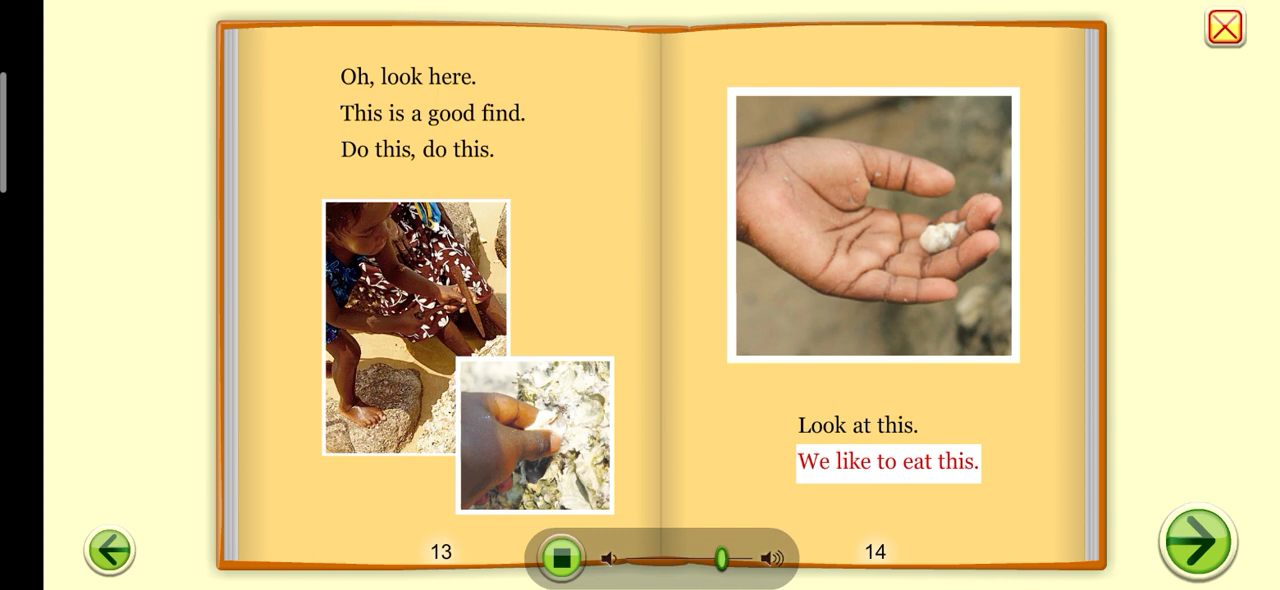 Oh, look here.
This is a good find.
Do this, do this.
13
Look at this.
We like to eat this.
14